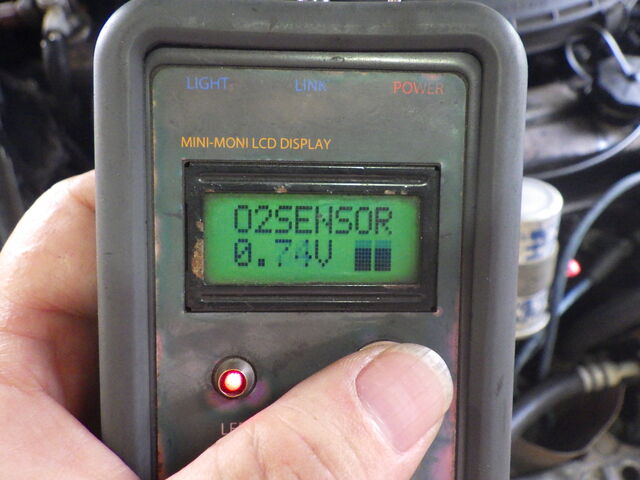 LIGHT LINK POWER
MINI-MONI LCD DISPLAY
O2SENSOR
0.74V